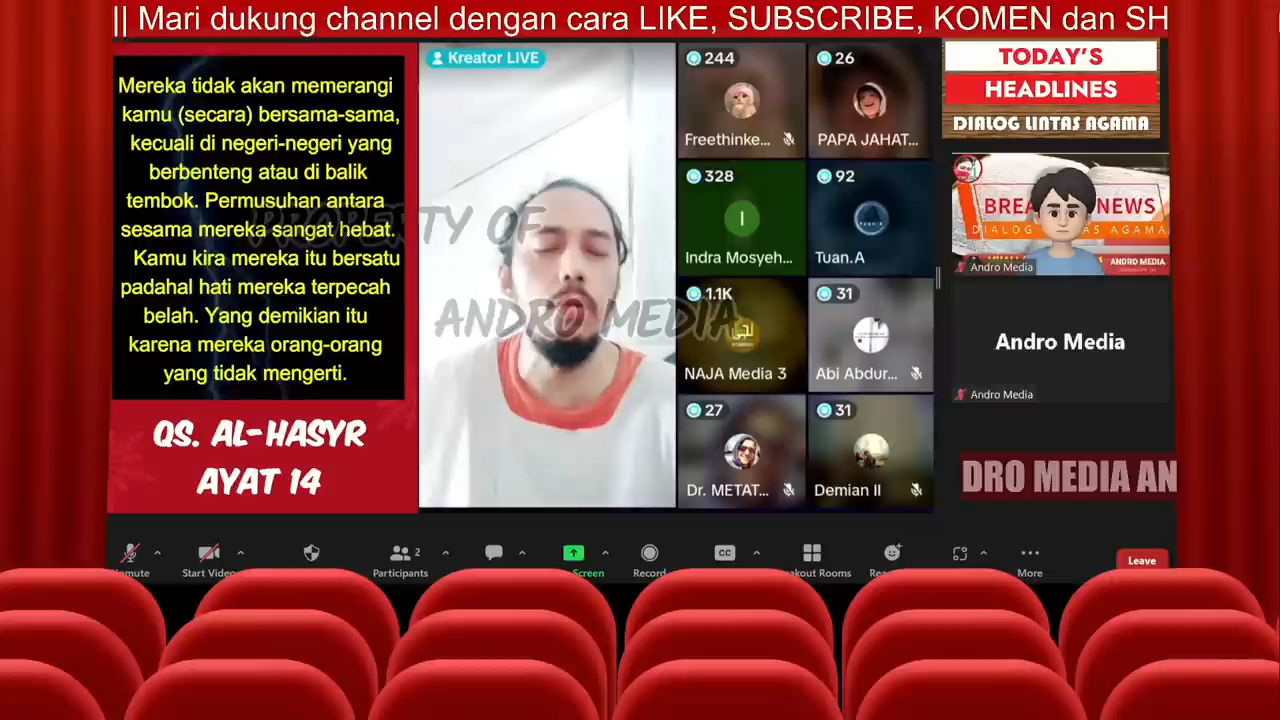 || Mari dukung channel dengan cara LIKE, SUBSCRIBE, KOMEN dan SH
Mereka tidak akan memerangi
kamu (secara) bersama-sama,
kecuali di negeri-negeri yang
berbenteng atau di balik
tembok. Permusuhan antara
sesama mereka sangat hebat.
Kamu kira mereka itu bersatu
padahal hati mereka terpecah
belah. Yang demikian itu
karena mereka orang-orang
yang tidak mengerti.
QS. AL-HASYR
AYAT 14
Kreator LIVE
PROPERTY OF
ANDRO MEDIA
244
Freethinke...
26
PAPA JAHAT...
328
I
Indra Mosyeh...
92
Tuan.A
1.1K
NAJA Media 3
31
Abi Abdur...
27
Dr. METAT...
31
Demian II
TODAY'S
HEADLINES
DIALOG LINTAS AGAMA
BREA NEWS
DIALOG AS AGAMA
ANDRO MEDIA
Andro Media
Andro Media
Andro Media
DRO MEDIA AN
mute
Start Video
Participants
2
Screen
Record
CC
eakout Rooms
Rea
More
Leave